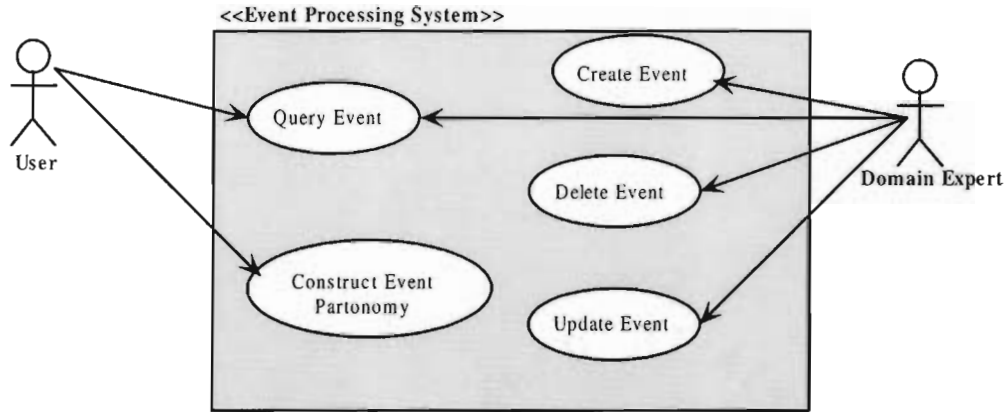 <<Event Processing System>>
Create Event
Query Event
User
Domain Expert
Delete Event
Construct Event
Partonomy
Update Event